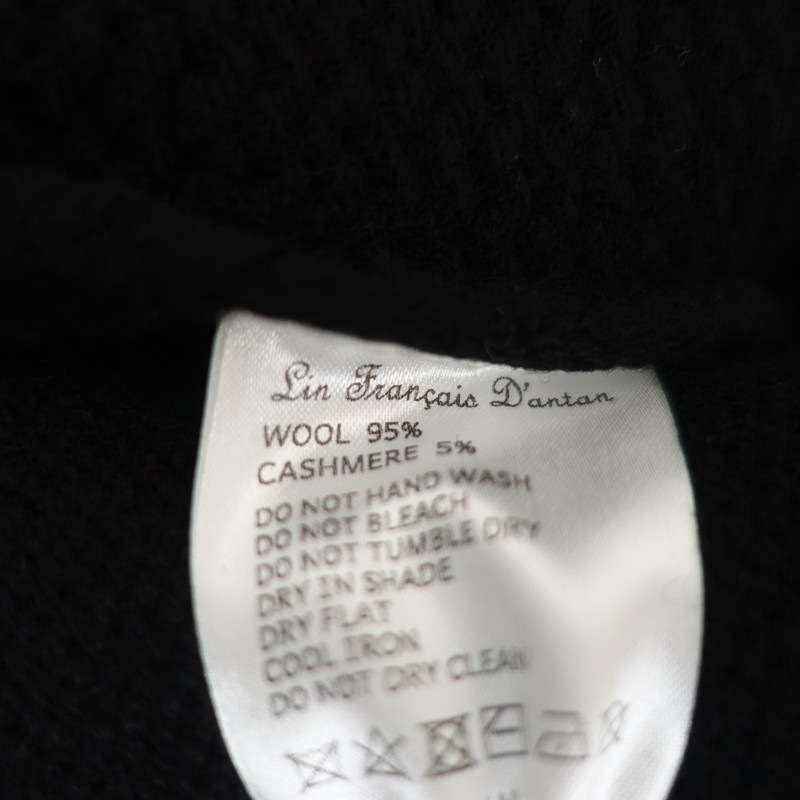 Lin Français D'antan
WOOL 95%
CASHMERE 5%
DO NOT HAND WASH
DO NOT BLEACH
DO NOT TUMBLE DRY
DRY IN SHADE
DRY FLAT
COOL IRON
DO NOT DRY CLEAN